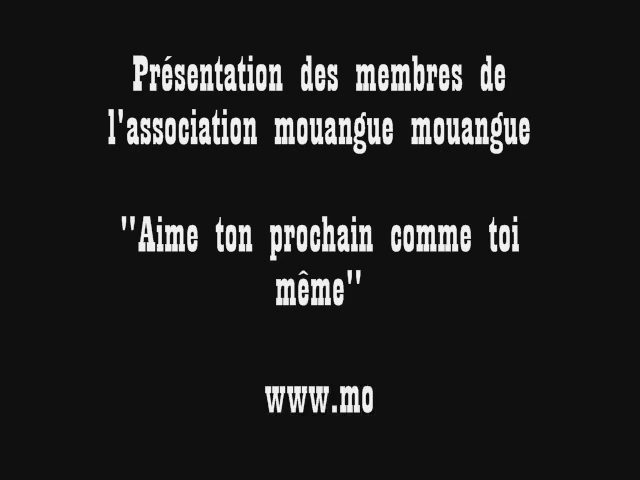 Présentation des membres de
l'association mouangue mouangue
"Aime ton prochain comme toi
même"
www.mo